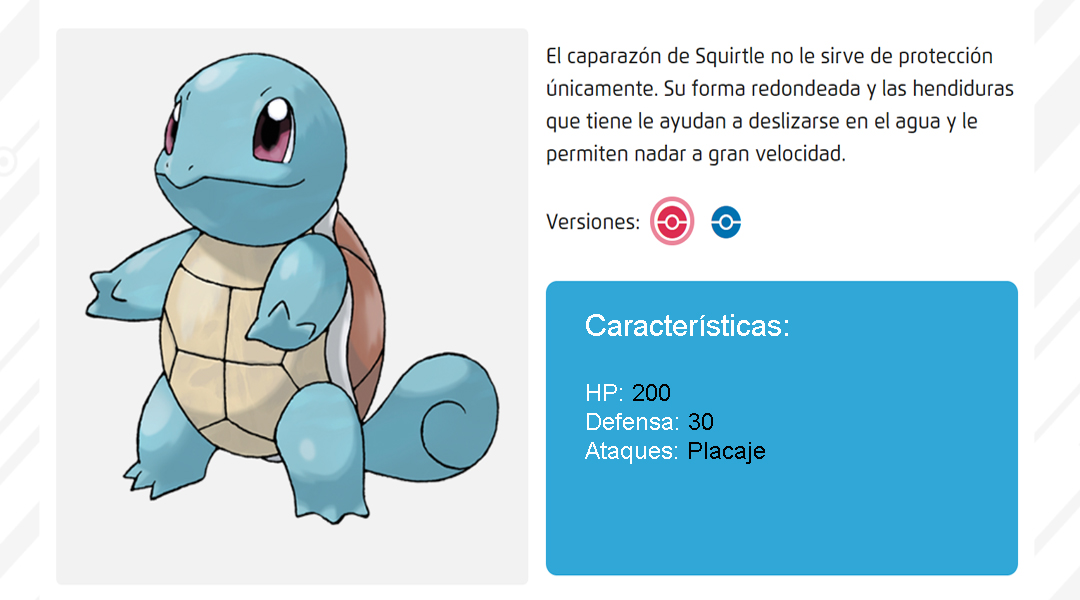 El caparazón de Squirtle no le sirve de protección
únicamente. Su forma redondeada y las hendiduras
que tiene le ayudan a deslizarse en el agua y le
permiten nadar a gran velocidad.
Versiones:
Características:
HP: 200
Defensa: 30
Ataques: Placaje